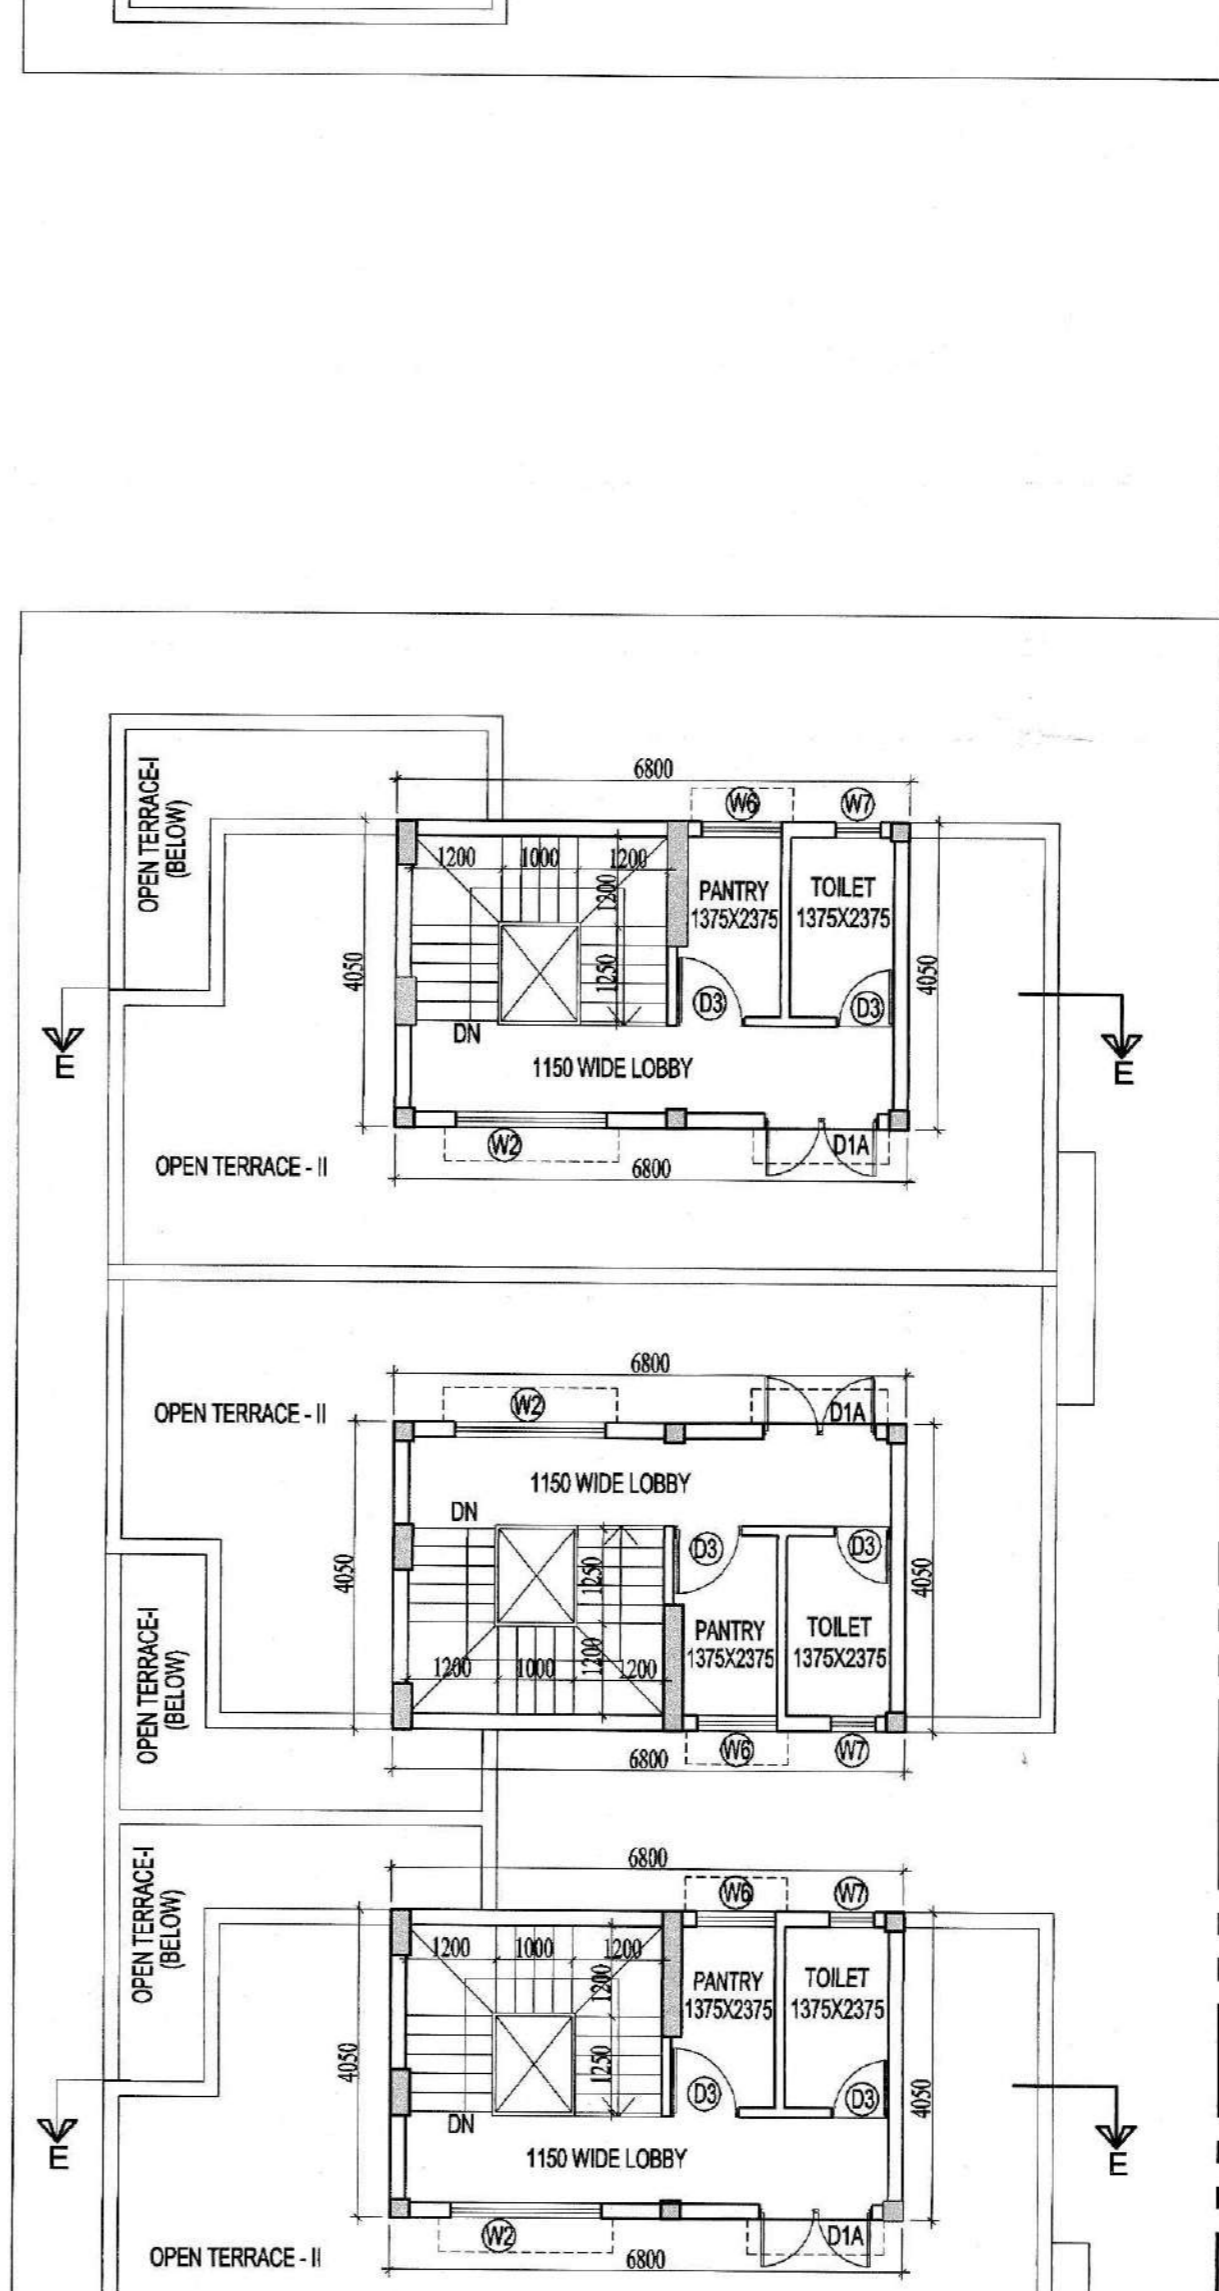 6800
W6
W7
OPEN TERRACE-I
(BELOW)
1200
1000
1200
1200
PANTRY
1375X2375
TOILET
1375X2375
4050
1250
4050
D3
D3
DN
E
E
1150 WIDE LOBBY
W2
D1A
OPEN TERRACE - II
6800
6800
W2
D1A
OPEN TERRACE - II
1150 WIDE LOBBY
DN
D3
D3
4050
1250
4050
PANTRY
1375X2375
TOILET
1375X2375
OPEN TERRACE-I
(BELOW)
1200
1000
1200
1200
W6
W7
6800
6800
W6
W7
OPEN TERRACE-I
(BELOW)
1200
1000
1200
1200
PANTRY
1375X2375
TOILET
1375X2375
4050
1250
4050
D3
D3
DN
E
E
1150 WIDE LOBBY
W2
D1A
OPEN TERRACE - II
6800